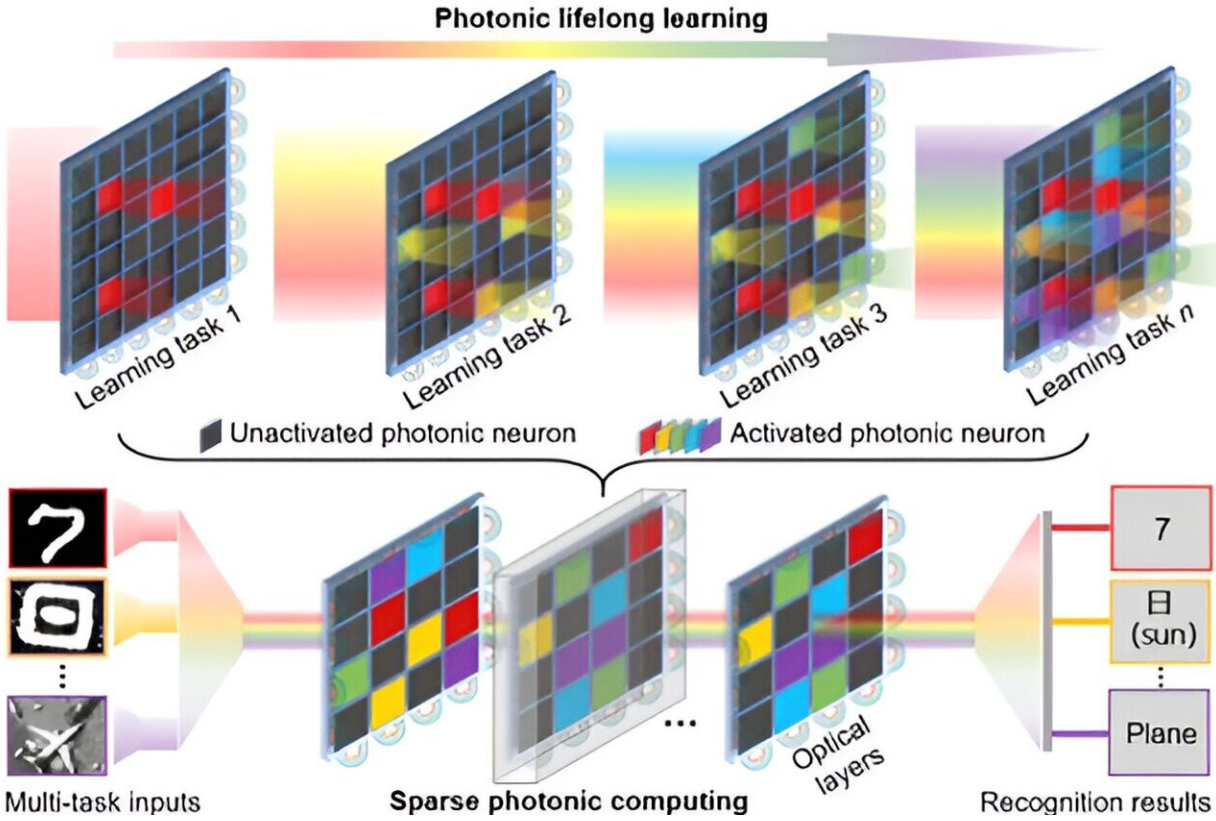 Photonic lifelong learning
Learning task 1
Learning task 2
Learning task 3
Learning task n
Unactivated photonic neuron
Activated photonic neuron
7
7
日
(sun)
Plane
...
Optical
layers
Multi-task inputs
Sparse photonic computing
Recognition results